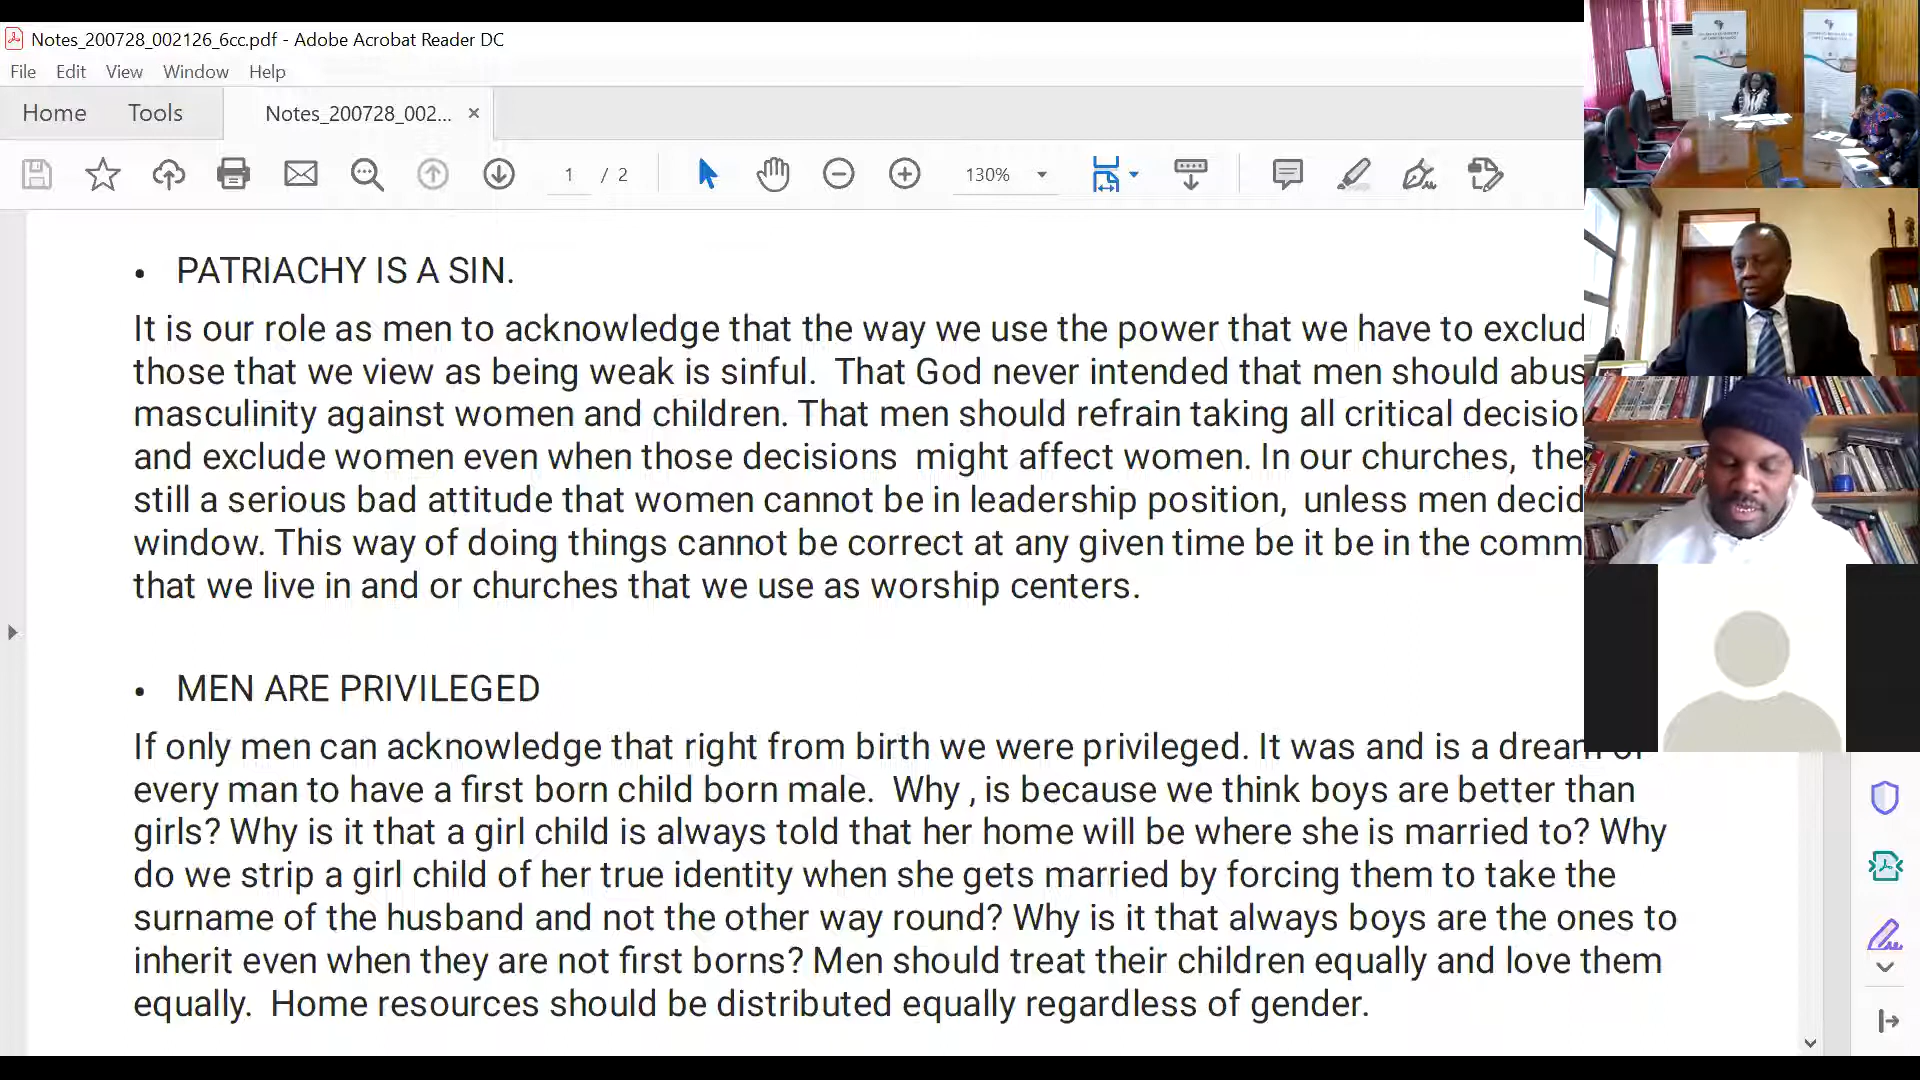 Notes_200728_002126_6cc.pdf - Adobe Acrobat Reader DC
File Edit View Window Help
Home Tools Notes_200728_002... ×
1 / 2 130%
• PATRIACHY IS A SIN.
It is our role as men to acknowledge that the way we use the power that we have to exclud
those that we view as being weak is sinful. That God never intended that men should abus
masculinity against women and children. That men should refrain taking all critical decisio
and exclude women even when those decisions might affect women. In our churches, the
still a serious bad attitude that women cannot be in leadership position, unless men decid
window. This way of doing things cannot be correct at any given time be it be in the comm
that we live in and or churches that we use as worship centers.
• MEN ARE PRIVILEGED
If only men can acknowledge that right from birth we were privileged. It was and is a dream of
every man to have a first born child born male. Why , is because we think boys are better than
girls? Why is it that a girl child is always told that her home will be where she is married to? Why
do we strip a girl child of her true identity when she gets married by forcing them to take the
surname of the husband and not the other way round? Why is it that always boys are the ones to
inherit even when they are not first borns? Men should treat their children equally and love them
equally. Home resources should be distributed equally regardless of gender.